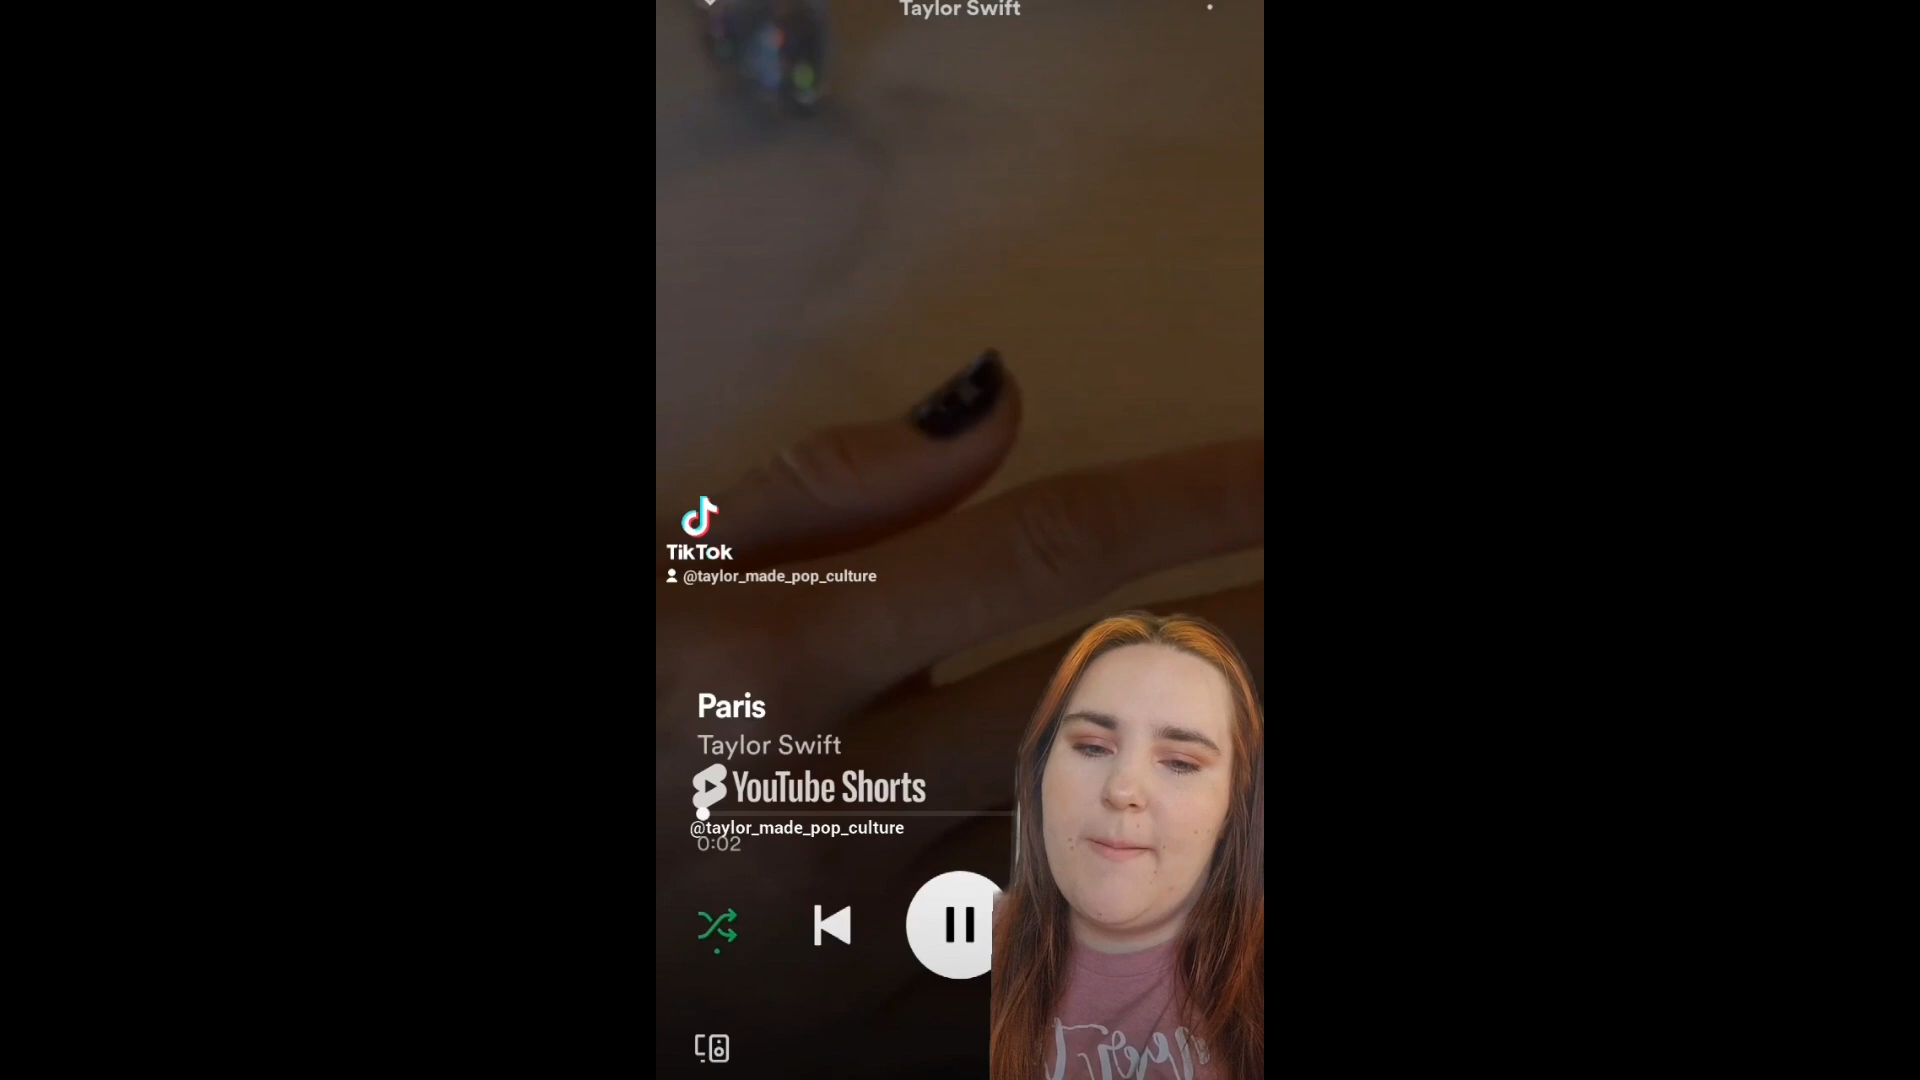 Taylor Swift
TikTok
@taylor_made_pop_culture
Paris
Taylor Swift
YouTube Shorts
@taylor_made_pop_culture
0:02